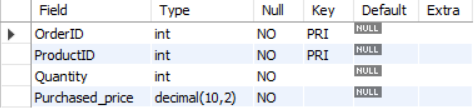 Field Type Null Key Default Extra
OrderID int NO PRI NULL
ProductID int NO PRI NULL
Quantity int NO NULL
Purchased_price decimal(10,2) NO NULL